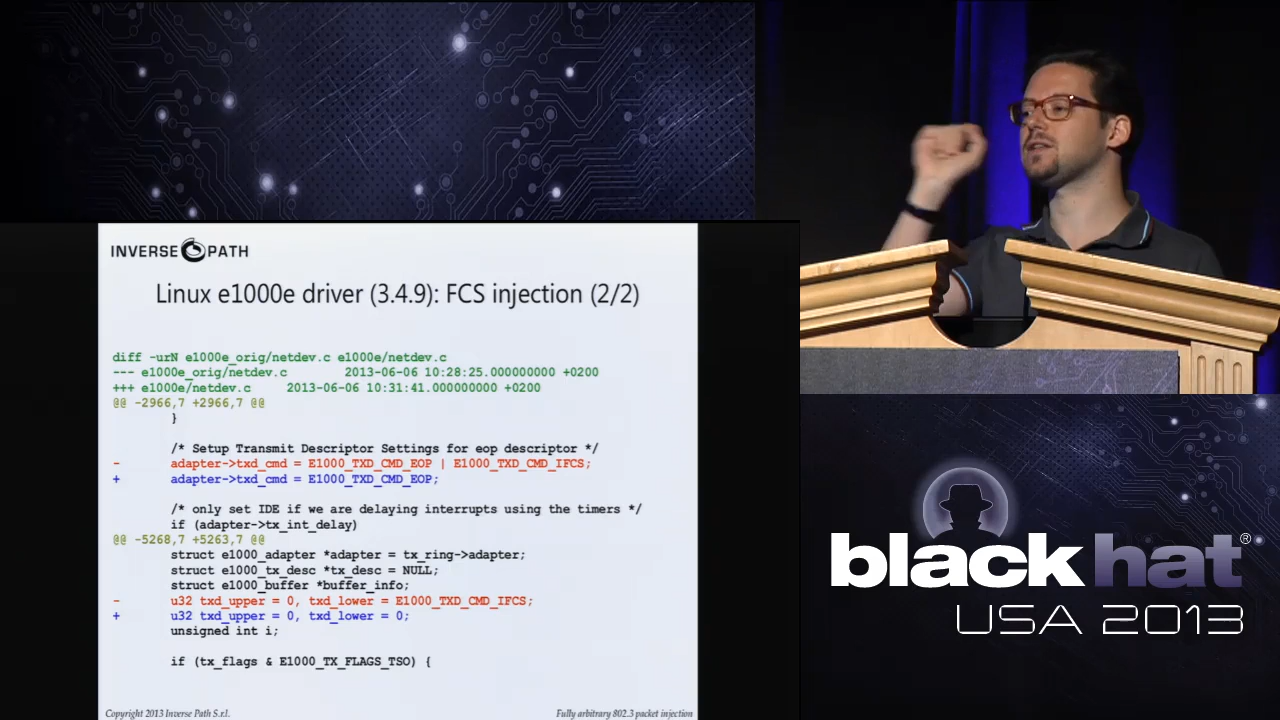 INVERSE PATH
Linux e1000e driver (3.4.9): FCS injection (2/2)
diff -urN e1000e_orig/netdev.c e1000e/netdev.c
--- e1000e_orig/netdev.c 2013-06-06 10:28:25.000000000 +0200
+++ e1000e/netdev.c 2013-06-06 10:31:41.000000000 +0200
@@ -2966,7 +2966,7 @@
}
/* Setup Transmit Descriptor Settings for eop descriptor */
- adapter->txd_cmd = E1000_TXD_CMD_EOP | E1000_TXD_CMD_IFCS;
+ adapter->txd_cmd = E1000_TXD_CMD_EOP;
/* only set IDE if we are delaying interrupts using the timers */
if (adapter->tx_int_delay)
@@ -5268,7 +5263,7 @@
struct e1000_adapter *adapter = tx_ring->adapter;
struct e1000_tx_desc *tx_desc = NULL;
struct e1000_buffer *buffer_info;
- u32 txd_upper = 0, txd_lower = E1000_TXD_CMD_IFCS;
+ u32 txd_upper = 0, txd_lower = 0;
unsigned int i;
if (tx_flags & E1000_TX_FLAGS_TSO) {
Copyright 2013 Inverse Path S.r.l.
Fully arbitrary 802.3 packet injection
black hat®
USA 2013